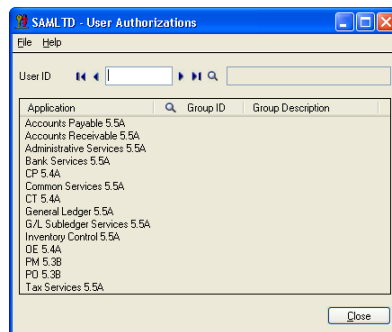 SAMLTD - User Authorizations
File Help
User ID
Application Group ID Group Description
Accounts Payable 5.5A
Accounts Receivable 5.5A
Administrative Services 5.5A
Bank Services 5.5A
CP 5.4A
Common Services 5.5A
CT 5.4A
General Ledger 5.5A
G/L Subledger Services 5.5A
Inventory Control 5.5A
OE 5.4A
PM 5.3B
PO 5.3B
Tax Services 5.5A
Close